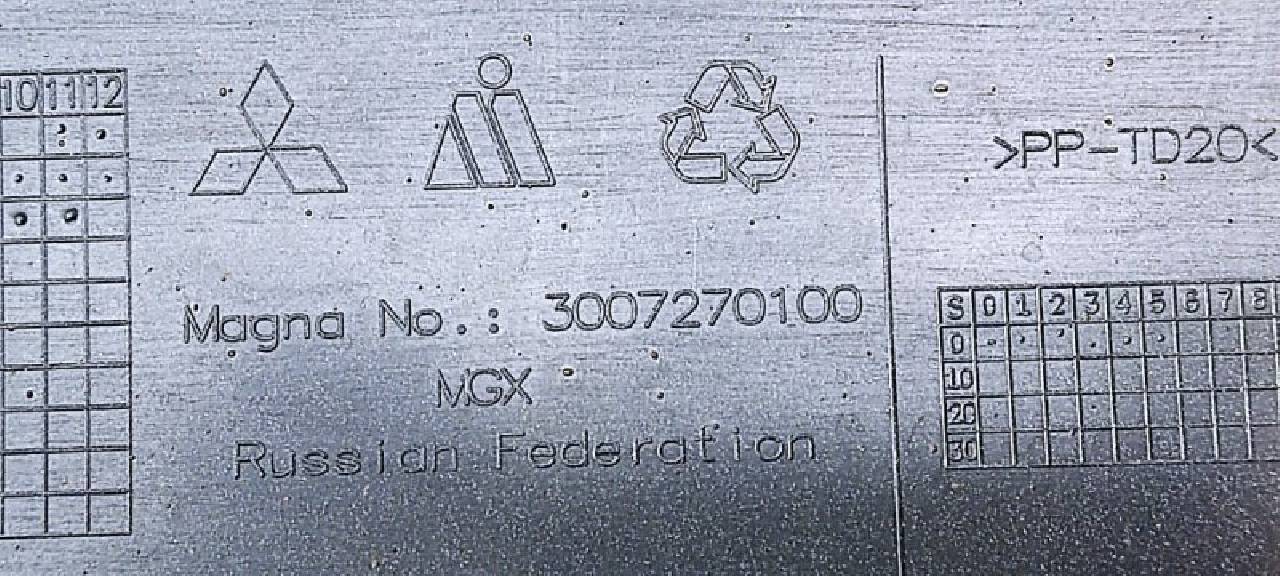 10 11 12
>PP-TD20<
Magna No.: 3007270100
MGX
Russian Federation
S 0 1 2 3 4 5 6 7 8
0
10
20
30